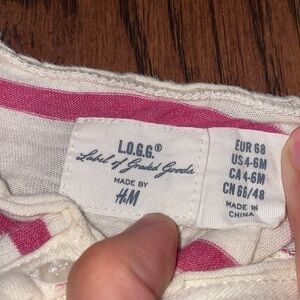 L.O.G.G.®
Label of Graded Goods
MADE BY
H&M
EUR 68
US 4-6M
CA 4-6M
CN 66/48
MADE IN
CHINA